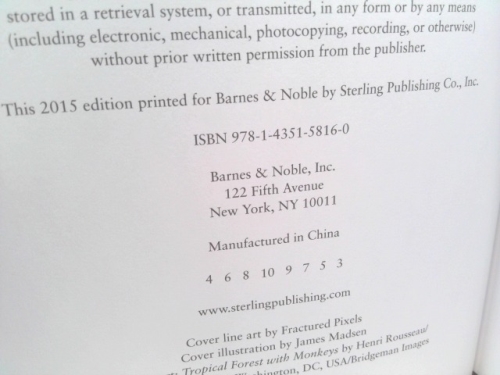 stored in a retrieval system, or transmitted, in any form or by any means
(including electronic, mechanical, photocopying, recording, or otherwise)
without prior written permission from the publisher.
This 2015 edition printed for Barnes & Noble by Sterling Publishing Co., Inc.
ISBN 978-1-4351-5816-0
Barnes & Noble, Inc.
122 Fifth Avenue
New York, NY 10011
Manufactured in China
4 6 8 10 9 7 5 3
www.sterlingpublishing.com
Cover line art by Fractured Pixels
Cover illustration by James Madsen
Tropical Forest with Monkeys by Henri Rousseau/
DC, USA/Bridgeman Images